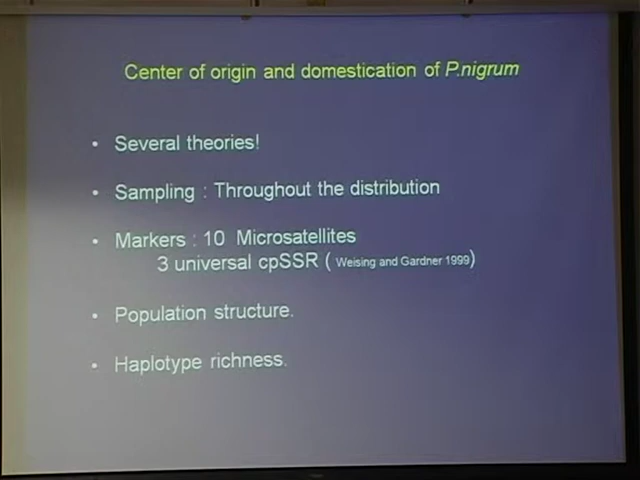 Center of origin and domestication of P.nigrum
• Several theories!
• Sampling : Throughout the distribution
• Markers : 10 Microsatellites
3 universal cpSSR ( Weising and Gardner 1999)
• Population structure.
• Haplotype richness.